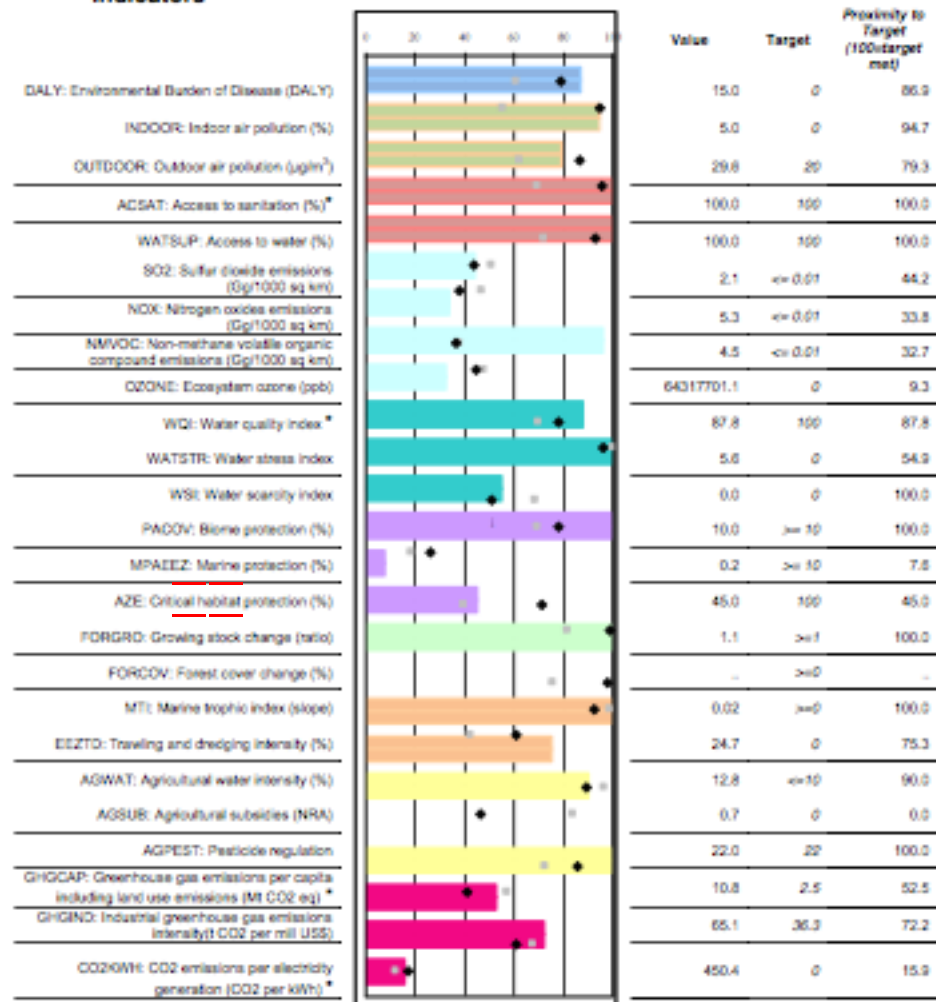 Indicators
0 20 40 60 80 100
Value Target Proximity to Target (100=target met)
DALY: Environmental Burden of Disease (DALY) 15.0 0 86.9
INDOOR: Indoor air pollution (%) 5.0 0 94.7
OUTDOOR: Outdoor air pollution (µg/m³) 29.8 20 79.3
ACSAT: Access to sanitation (%)* 100.0 100 100.0
WATSUP: Access to water (%) 100.0 100 100.0
SO2: Sulfur dioxide emissions
(Gg/1000 sq km) 2.1 <= 0.01 44.2
NOX: Nitrogen oxides emissions
(Gg/1000 sq km) 5.3 <= 0.01 33.8
NMVOC: Non-methane volatile organic
compound emissions (Gg/1000 sq km) 4.5 <= 0.01 32.7
OZONE: Ecosystem ozone (ppb) 64317701.1 0 9.3
WQI: Water quality index * 87.8 100 87.8
WATSTR: Water stress index 5.6 0 54.9
WSI: Water scarcity index 0.0 0 100.0
PACOV: Biome protection (%) 10.0 >= 10 100.0
MPAEEZ: Marine protection (%) 0.2 >= 10 7.8
AZE: Critical habitat protection (%) 45.0 100 45.0
FORGRO: Growing stock change (ratio) 1.1 >=1 100.0
FORCOV: Forest cover change (%) .. >=0 ..
MTI: Marine trophic index (slope) 0.02 >=0 100.0
EEZTD: Trawling and dredging intensity (%) 24.7 0 75.3
AGWAT: Agricultural water intensity (%) 12.8 <=10 90.0
AGSUB: Agricultural subsidies (NRA) 0.7 0 0.0
AGPEST: Pesticide regulation 22.0 22 100.0
GHGCAP: Greenhouse gas emissions per capita
including land use emissions (Mt CO2 eq) * 10.8 2.5 52.5
GHGIND: Industrial greenhouse gas emissions
intensity(t CO2 per mill US$) 65.1 36.3 72.2
CO2KWH: CO2 emissions per electricity
generation (CO2 per kWh) * 450.4 0 15.9